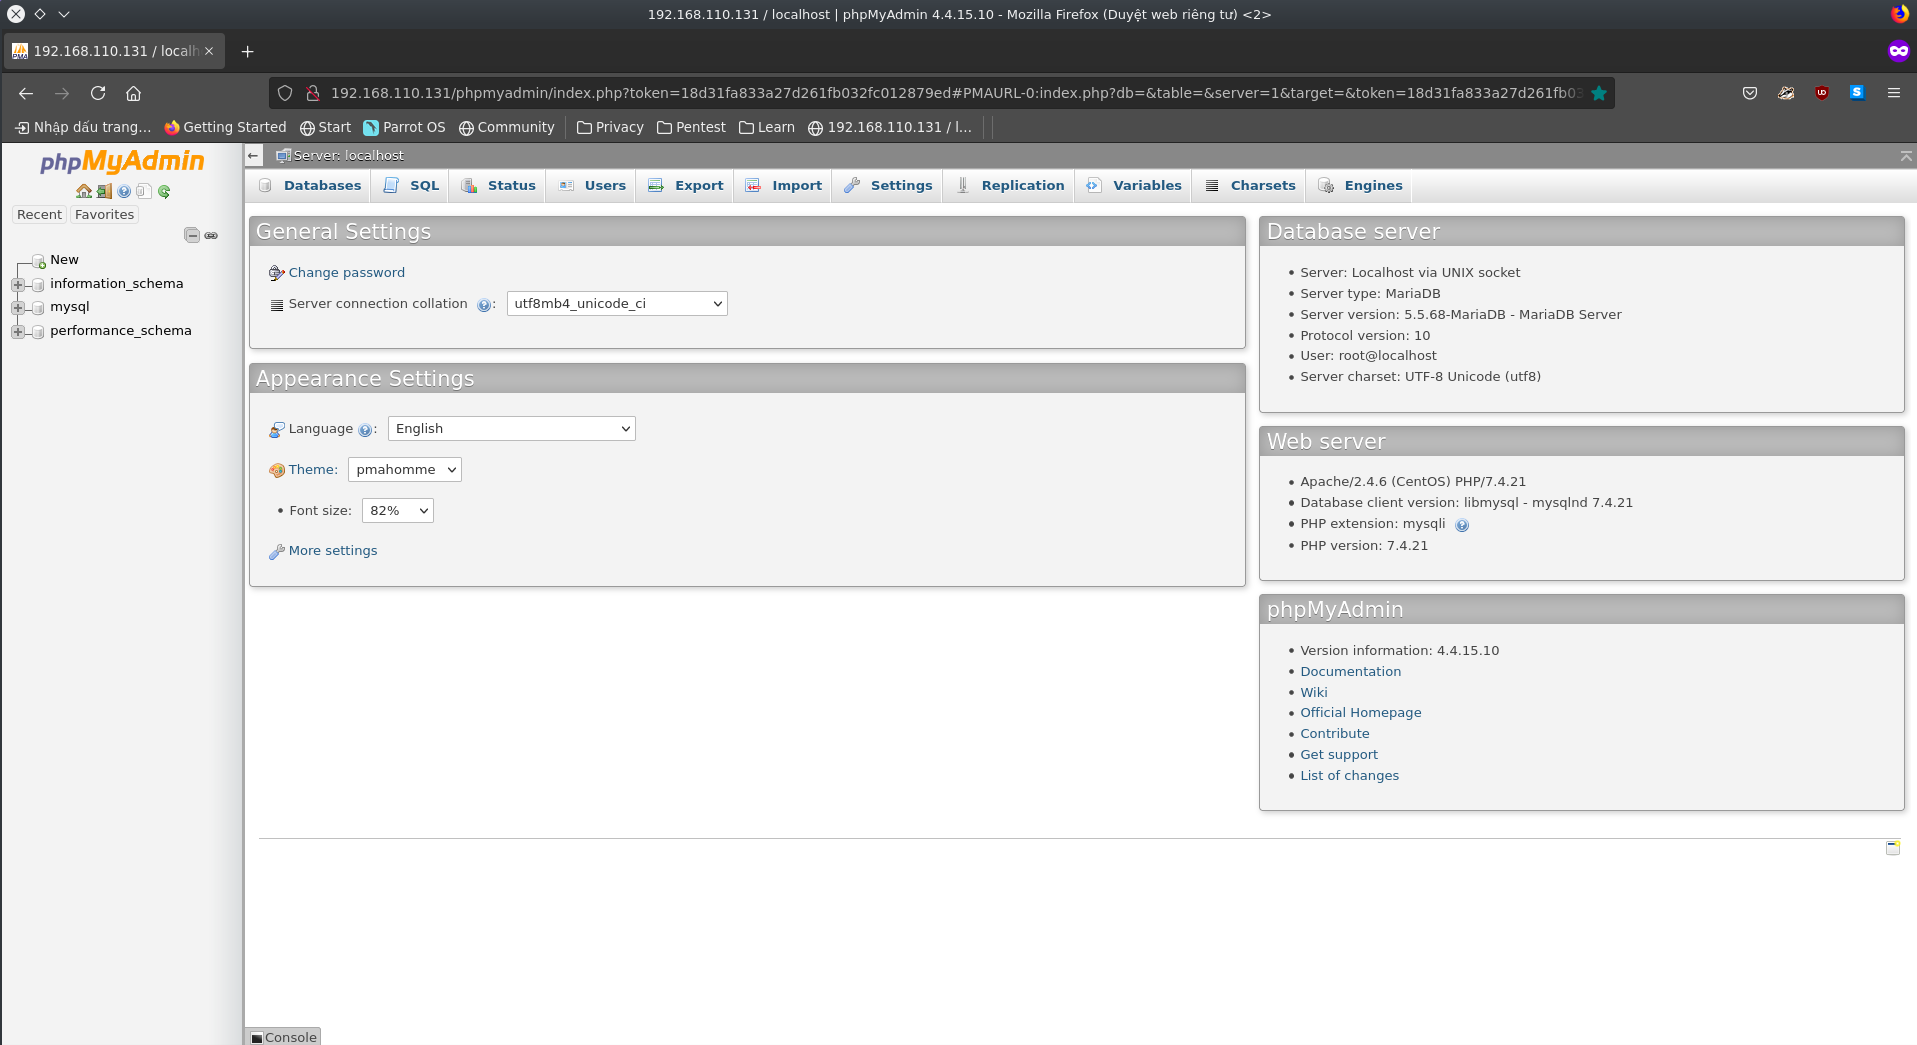 192.168.110.131 / localhost | phpMyAdmin 4.4.15.10 - Mozilla Firefox (Duyệt web riêng tư) <2>
192.168.110.131 / localh
192.168.110.131/phpmyadmin/index.php?token=18d31fa833a27d261fb032fc012879ed#PMAURL-0:index.php?db=&table=&server=1&target=&token=18d31fa833a27d261fb03
Nhập dấu trang… Getting Started Start Parrot OS Community Privacy Pentest Learn 192.168.110.131 / l…
phpMyAdmin
Recent Favorites
New
information_schema
mysql
performance_schema
Server: localhost
Databases SQL Status Users Export Import Settings Replication Variables Charsets Engines
General Settings
Change password
Server connection collation : utf8mb4_unicode_ci
Appearance Settings
Language : English
Theme: pmahomme
• Font size: 82%
More settings
Database server
• Server: Localhost via UNIX socket
• Server type: MariaDB
• Server version: 5.5.68-MariaDB - MariaDB Server
• Protocol version: 10
• User: root@localhost
• Server charset: UTF-8 Unicode (utf8)
Web server
• Apache/2.4.6 (CentOS) PHP/7.4.21
• Database client version: libmysql - mysqlnd 7.4.21
• PHP extension: mysqli
• PHP version: 7.4.21
phpMyAdmin
• Version information: 4.4.15.10
• Documentation
• Wiki
• Official Homepage
• Contribute
• Get support
• List of changes
Console